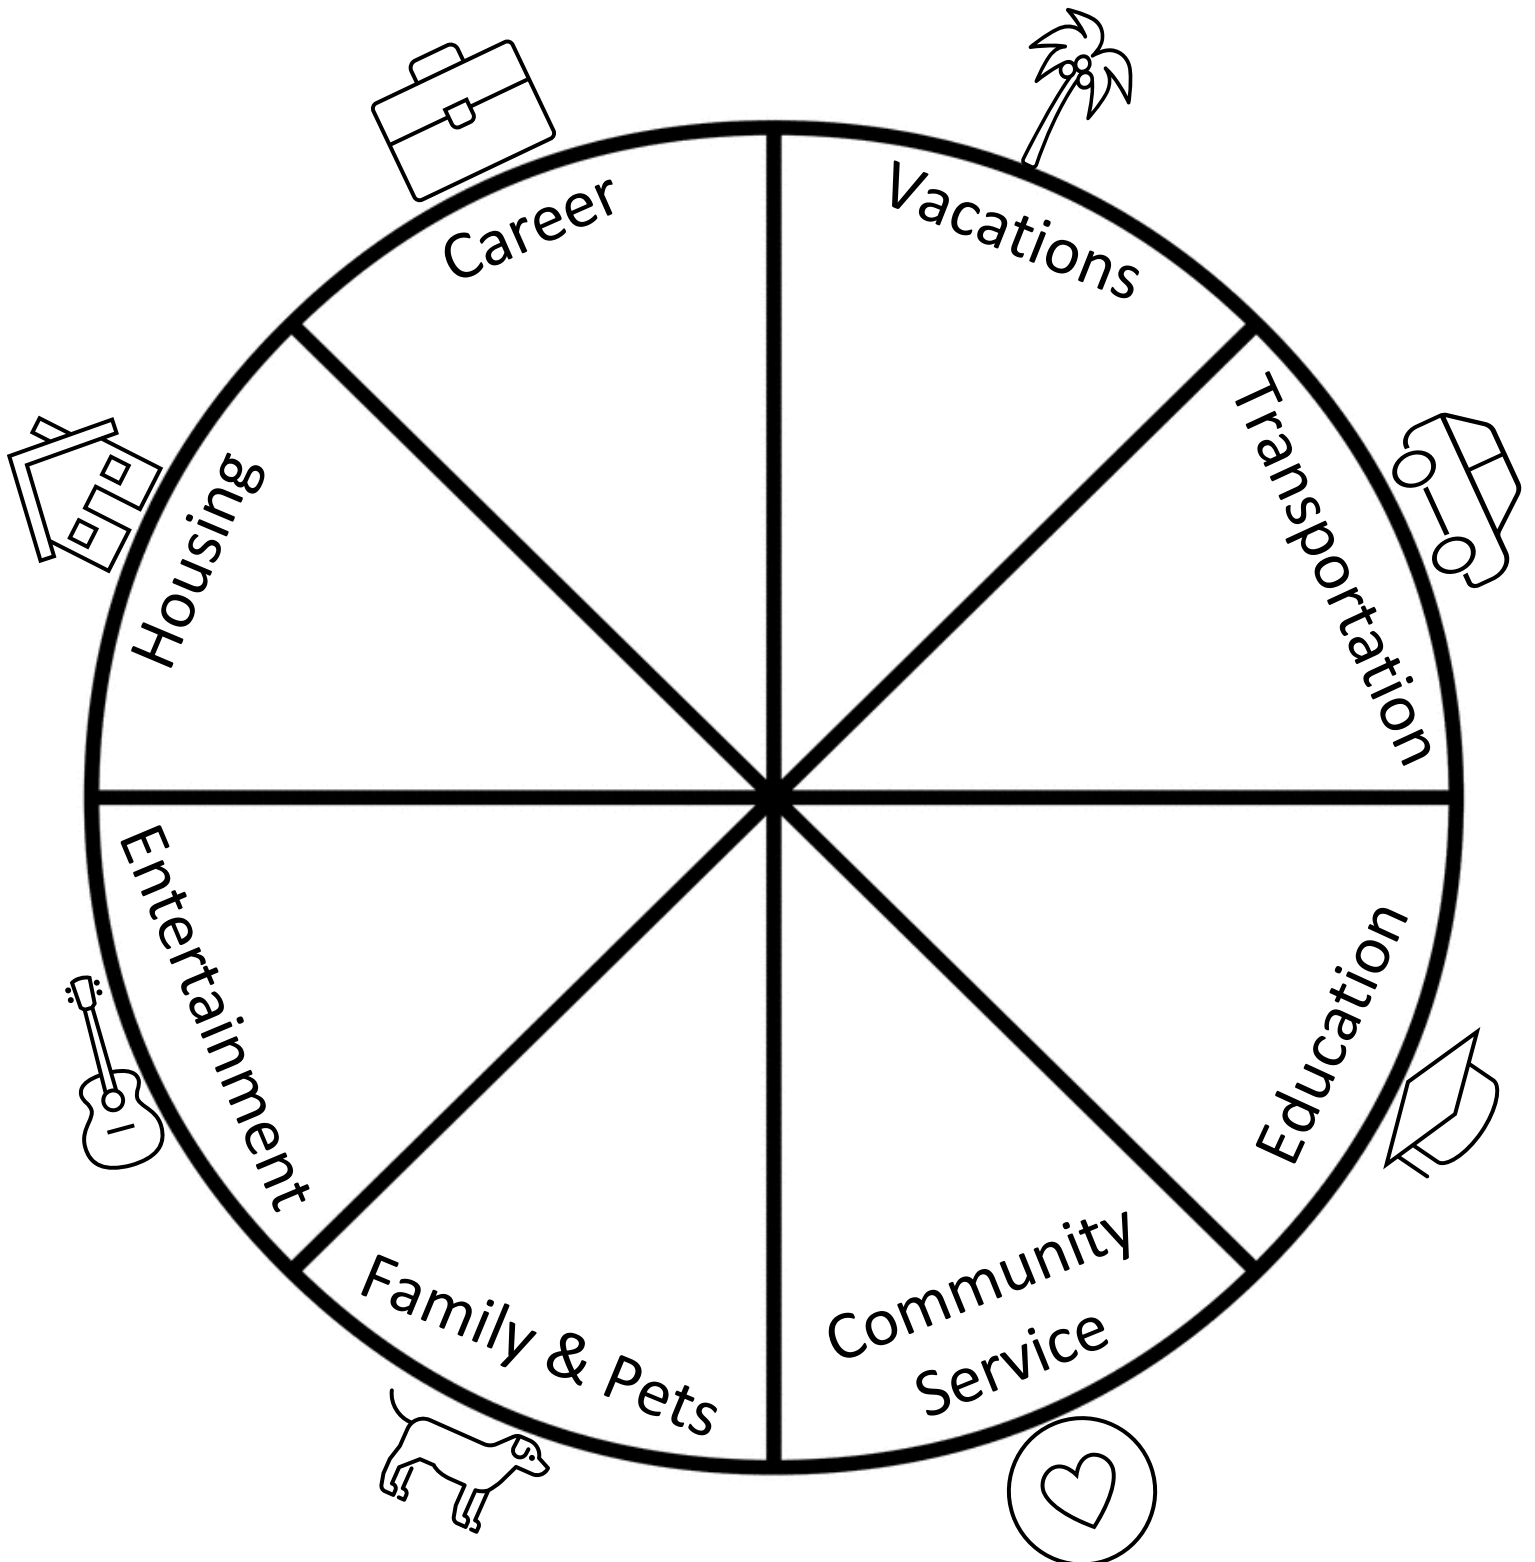 Career
Vacations
Housing
Transportation
Entertainment
Education
Family & Pets
Community
Service